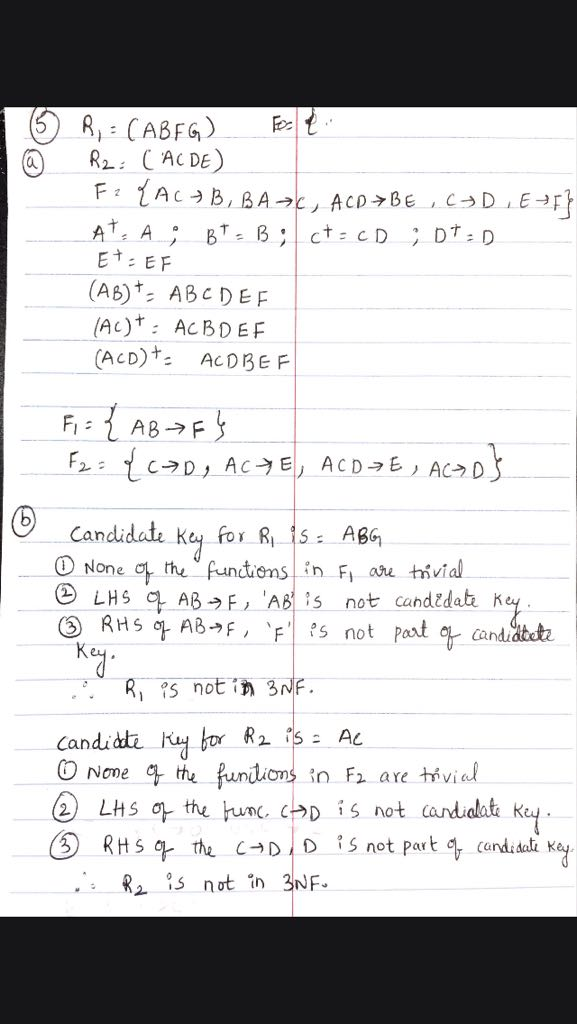 ⑤ R₁ = (ABFG) F = { ..
ⓐ R2 = (ACDE)
F = { AC → B, BA → C, ACD → BE, C → D, E → F}
A⁺ = A ; B⁺ = B ; C⁺ = CD ; D⁺ = D
E⁺ = EF
(AB)⁺ = ABCDEF
(AC)⁺ = ACBDEF
(ACD)⁺ = ACDBEF
F₁ = { AB → F }
F₂ = { C → D, AC → E, ACD → E, AC → D }
ⓑ
Candidate Key for R₁ is = ABG
① None of the functions in F₁ are trivial
② LHS of AB → F, 'AB' is not candidate key.
③ RHS of AB → F, 'F' is not part of candidate
Key.
∴ R₁ is not in 3NF.
Candidate Key for R2 is = AC
① None of the functions in F2 are trivial
② LHS of the func. C → D is not candidate key.
③ RHS of the C → D, D is not part of candidate key.
∴ R2 is not in 3NF.